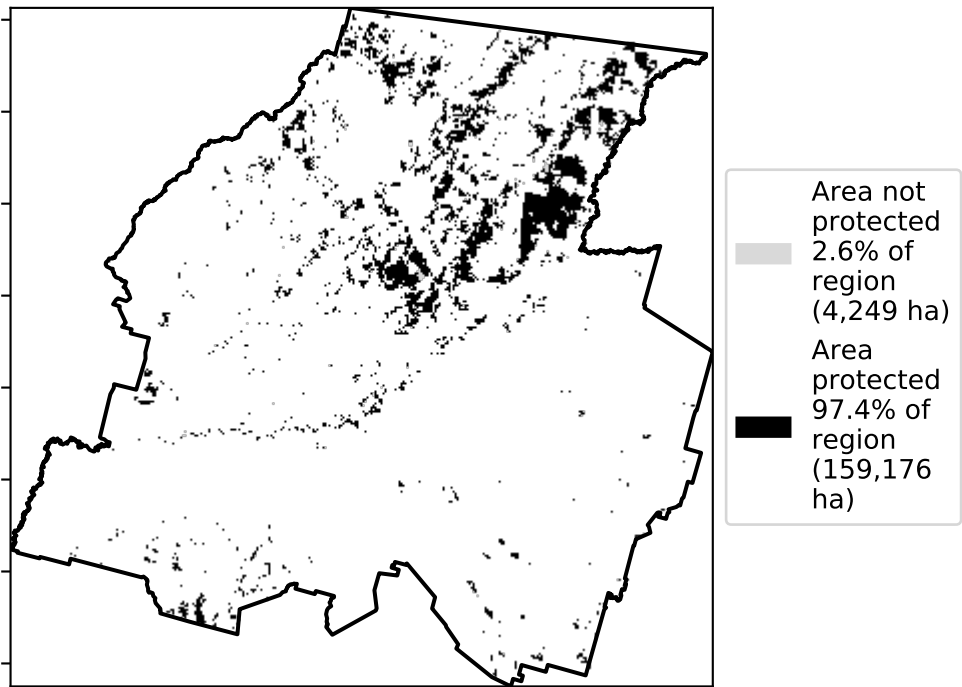 Area not
protected
2.6% of
region
(4,249 ha)
Area
protected
97.4% of
region
(159,176
ha)